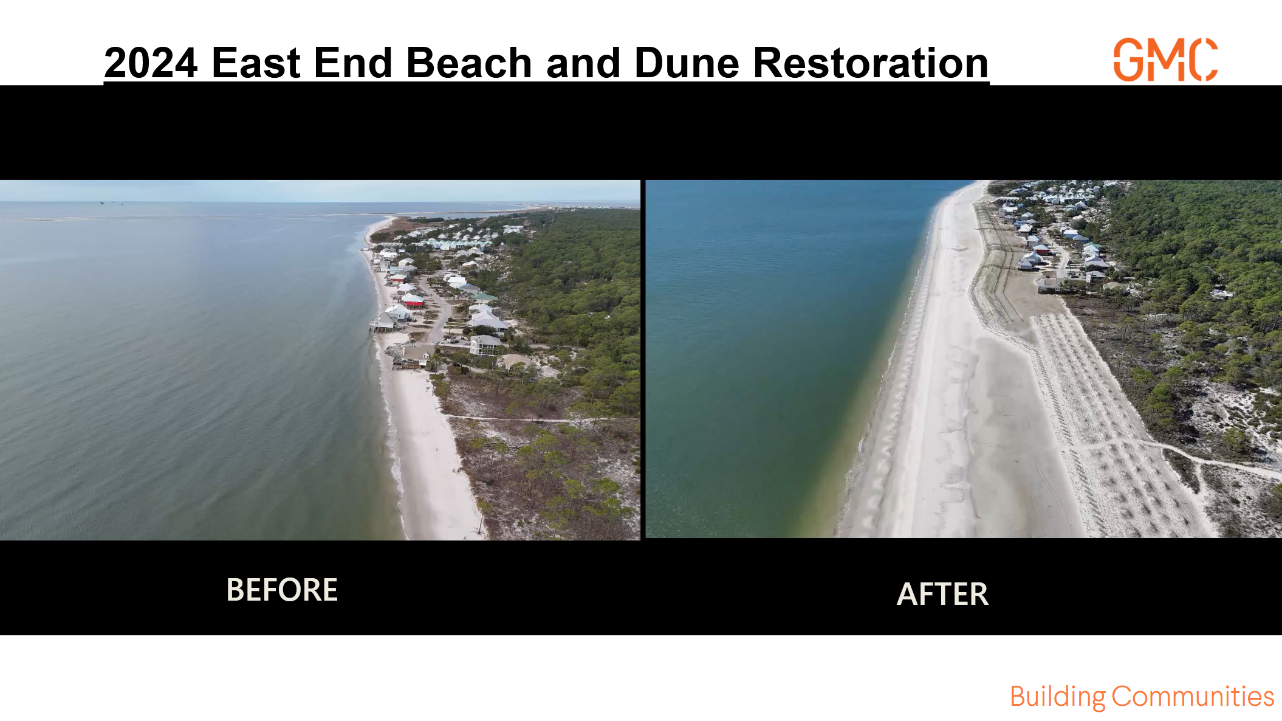 2024 East End Beach and Dune Restoration
GMC
BEFORE
AFTER
Building Communities